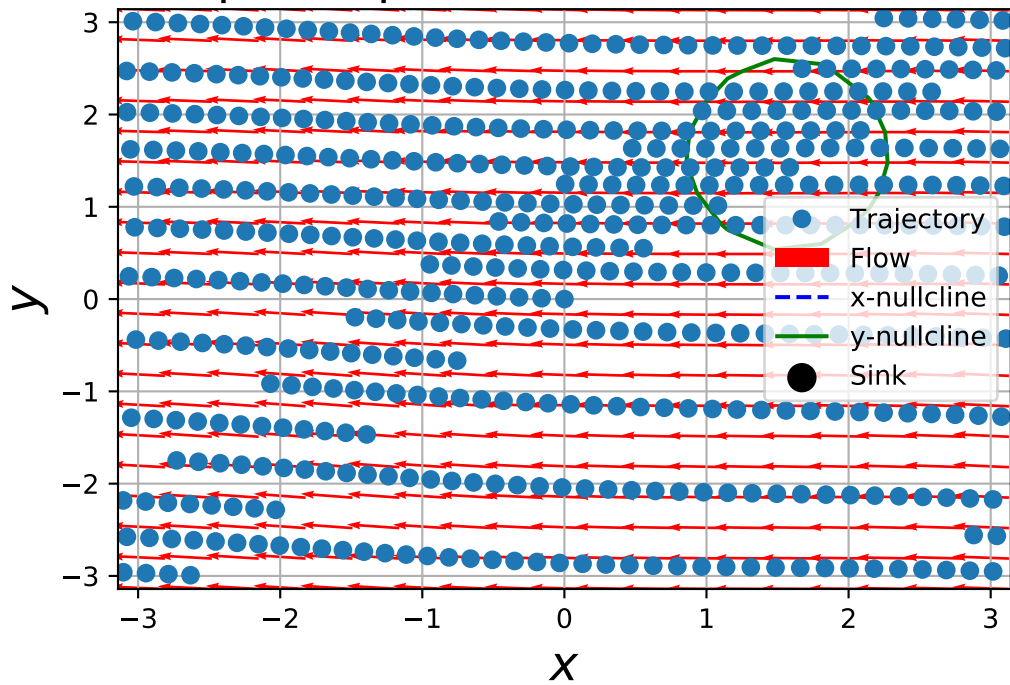 3
2
1
0
−1
−2
−3
y
Trajectory
Flow
x-nullcline
y-nullcline
Sink
−3 −2 −1 0 1 2 3
x